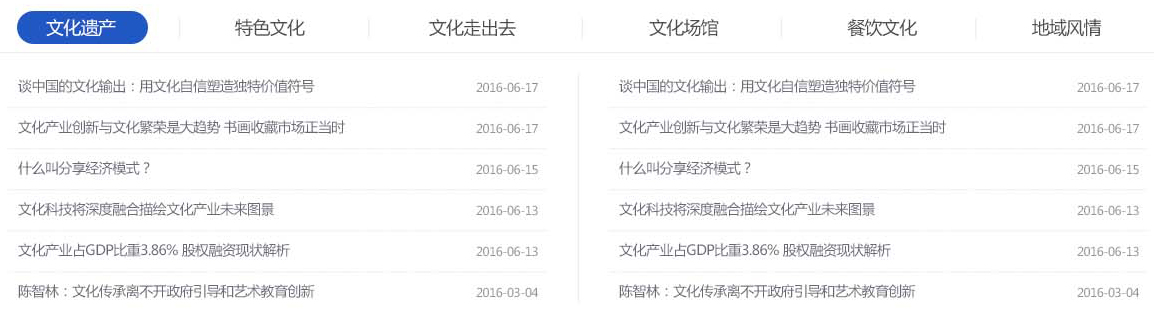 文化遗产 特色文化 文化走出去 文化场馆 餐饮文化 地域风情
谈中国的文化输出：用文化自信塑造独特价值符号 2016-06-17
文化产业创新与文化繁荣是大趋势 书画收藏市场正当时 2016-06-17
什么叫分享经济模式？ 2016-06-15
文化科技将深度融合描绘文化产业未来图景 2016-06-13
文化产业占GDP比重3.86% 股权融资现状解析 2016-06-13
陈智林：文化传承离不开政府引导和艺术教育创新 2016-03-04
谈中国的文化输出：用文化自信塑造独特价值符号 2016-06-17
文化产业创新与文化繁荣是大趋势 书画收藏市场正当时 2016-06-17
什么叫分享经济模式？ 2016-06-15
文化科技将深度融合描绘文化产业未来图景 2016-06-13
文化产业占GDP比重3.86% 股权融资现状解析 2016-06-13
陈智林：文化传承离不开政府引导和艺术教育创新 2016-03-04